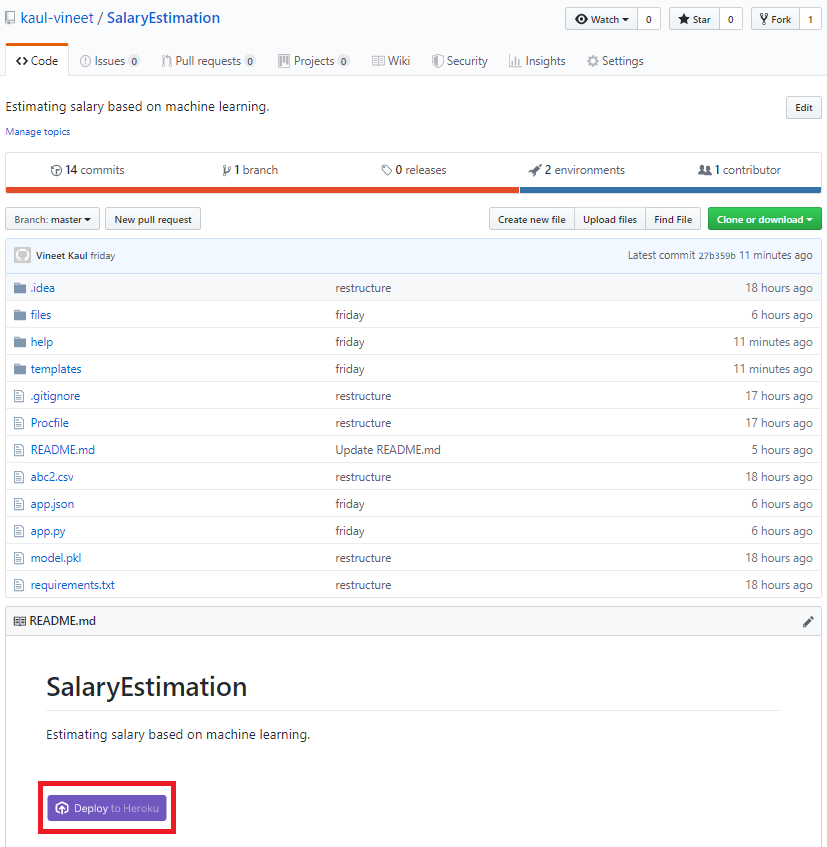 kaul-vineet / SalaryEstimation Watch 0 Star 0 Fork 1
Code Issues 0 Pull requests 0 Projects 0 Wiki Security Insights Settings
Estimating salary based on machine learning. Edit
Manage topics
14 commits 1 branch 0 releases 2 environments 1 contributor
Branch: master New pull request Create new file Upload files Find File Clone or download
Vineet Kaul friday Latest commit 27b359b 11 minutes ago
.idea restructure 18 hours ago
files friday 6 hours ago
help friday 11 minutes ago
templates friday 11 minutes ago
.gitignore restructure 17 hours ago
Procfile restructure 17 hours ago
README.md Update README.md 5 hours ago
abc2.csv restructure 18 hours ago
app.json friday 6 hours ago
app.py friday 6 hours ago
model.pkl restructure 18 hours ago
requirements.txt restructure 18 hours ago
README.md
SalaryEstimation
Estimating salary based on machine learning.
Deploy to Heroku